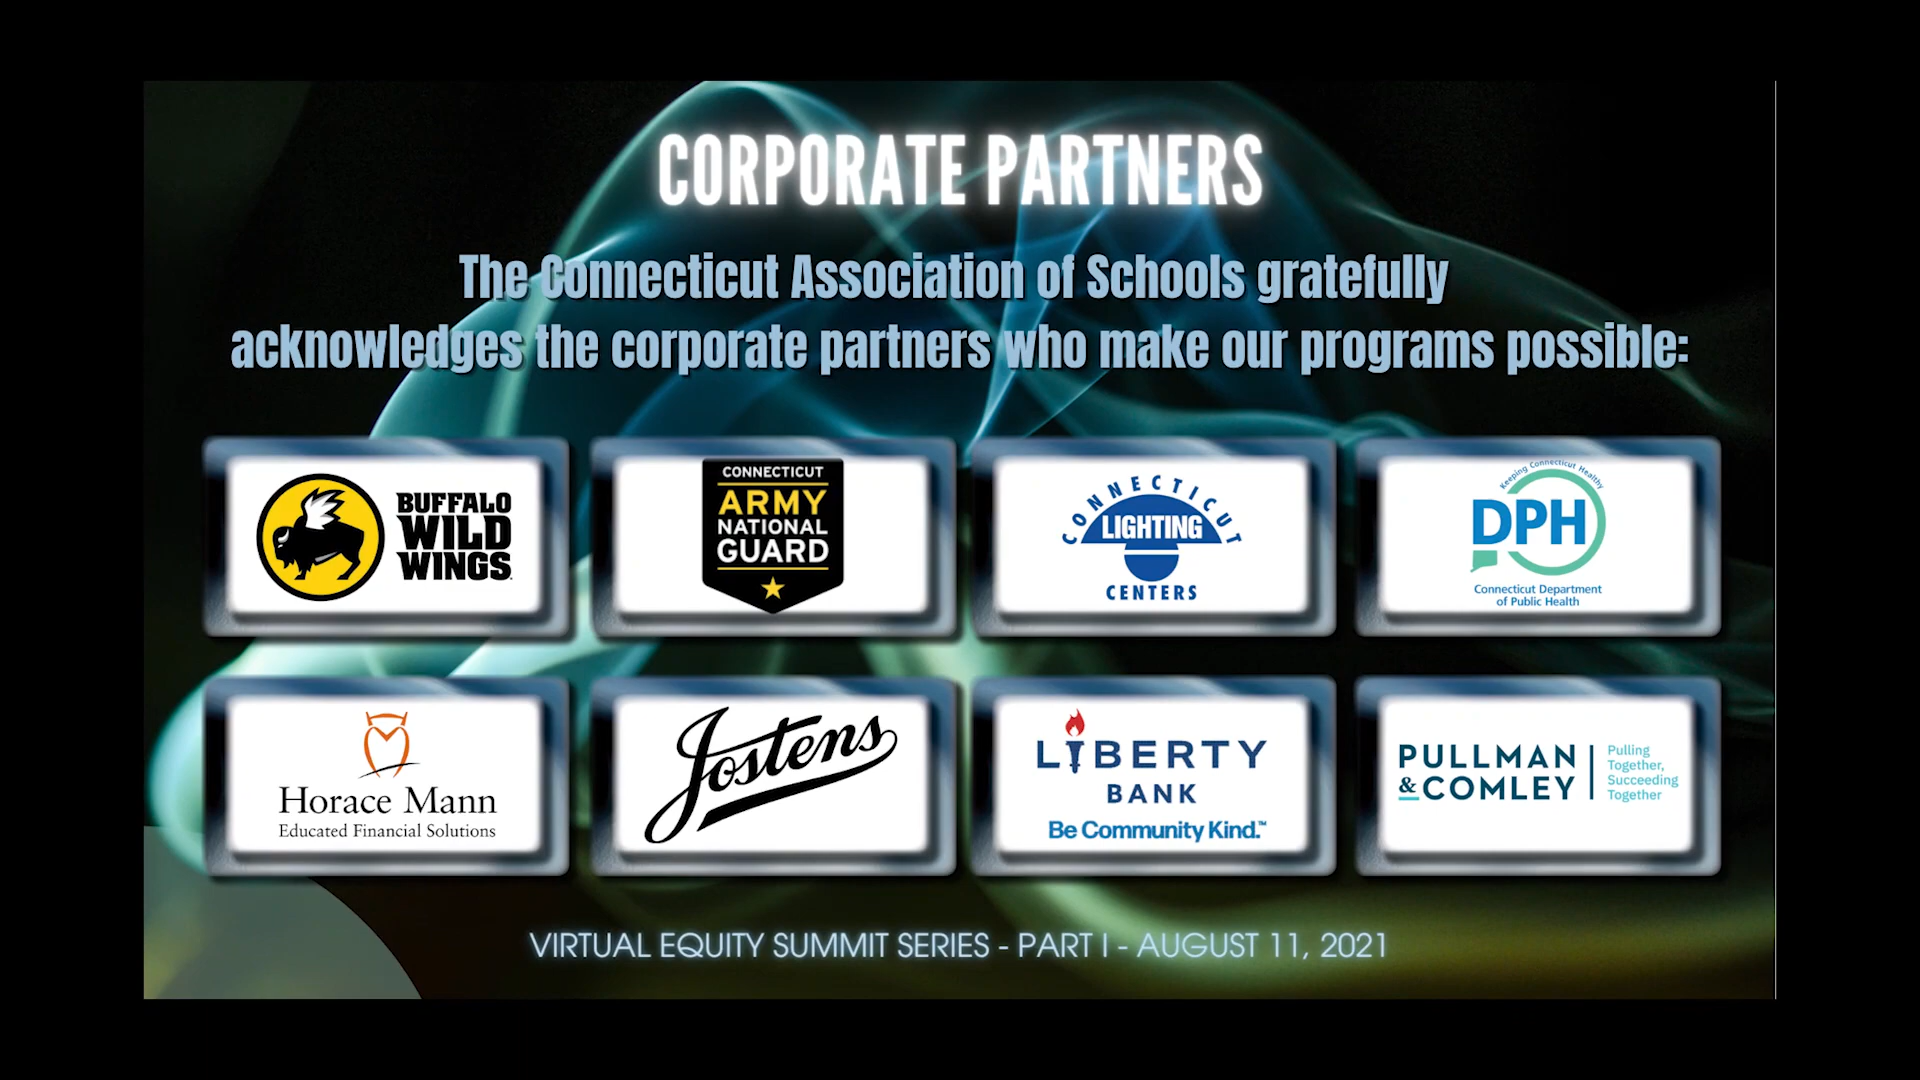 CORPORATE PARTNERS
The Connecticut Association of Schools gratefully
acknowledges the corporate partners who make our programs possible:
BUFFALO
WILD
WINGS
CONNECTICUT
ARMY
NATIONAL
GUARD
CONNECTICUT
LIGHTING
CENTERS
Keeping Connecticut Healthy
DPH
Connecticut Department
of Public Health
Horace Mann
Educated Financial Solutions
Jostens
LIBERTY
BANK
Be Community Kind.™
PULLMAN
& COMLEY
Pulling
Together,
Succeeding
Together
VIRTUAL EQUITY SUMMIT SERIES - PART I - AUGUST 11, 2021